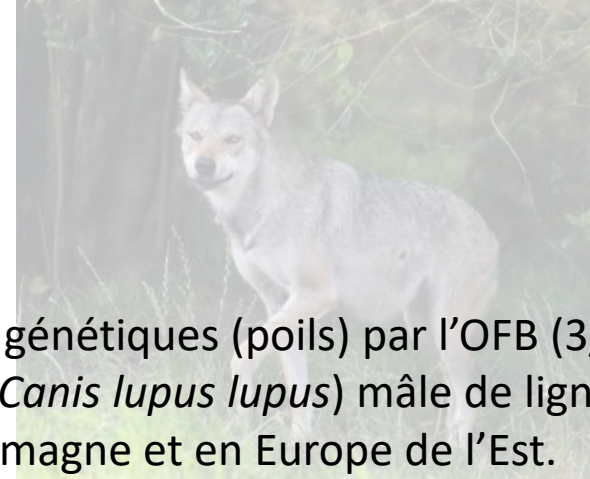 génétiques (poils) par l’OFB (3
Canis lupus lupus) mâle de lign
magne et en Europe de l’Est.